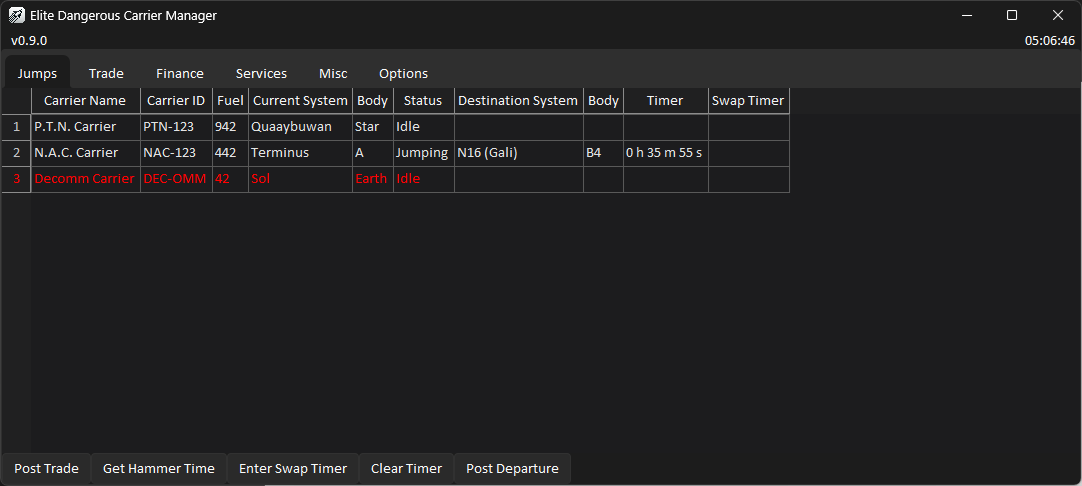 Elite Dangerous Carrier Manager
v0.9.0 05:06:46
Jumps Trade Finance Services Misc Options
Carrier Name Carrier ID Fuel Current System Body Status Destination System Body Timer Swap Timer
1 P.T.N. Carrier PTN-123 942 Quaaybuwan Star Idle
2 N.A.C. Carrier NAC-123 442 Terminus A Jumping N16 (Gali) B4 0 h 35 m 55 s
3 Decomm Carrier DEC-OMM 42 Sol Earth Idle
Post Trade Get Hammer Time Enter Swap Timer Clear Timer Post Departure